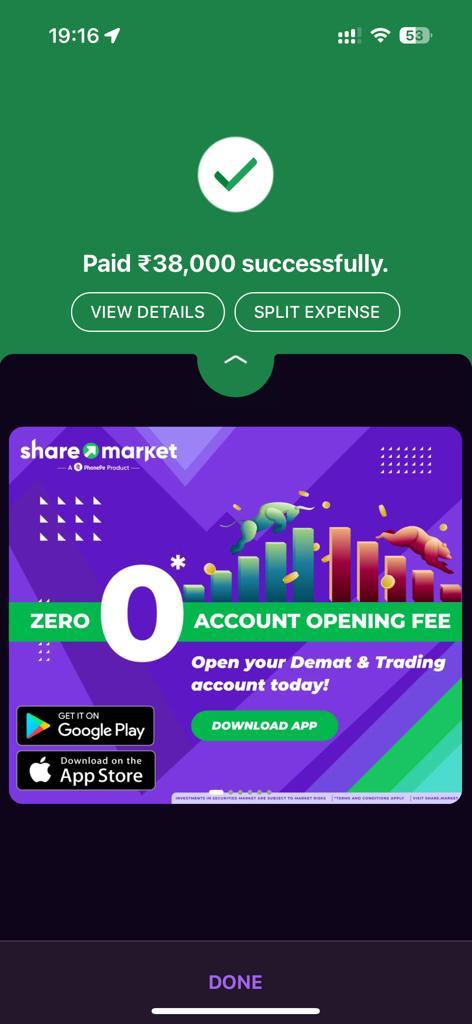 19:16
53
Paid ₹38,000 successfully.
VIEW DETAILS
SPLIT EXPENSE
share market
A PhonePe Product
ZERO 0* ACCOUNT OPENING FEE
Open your Demat & Trading
account today!
DOWNLOAD APP
GET IT ON
Google Play
Download on the
App Store
INVESTMENTS IN SECURITIES MARKET ARE SUBJECT TO MARKET RISKS | *TERMS AND CONDITIONS APPLY | VISIT SHARE.MARKET
DONE